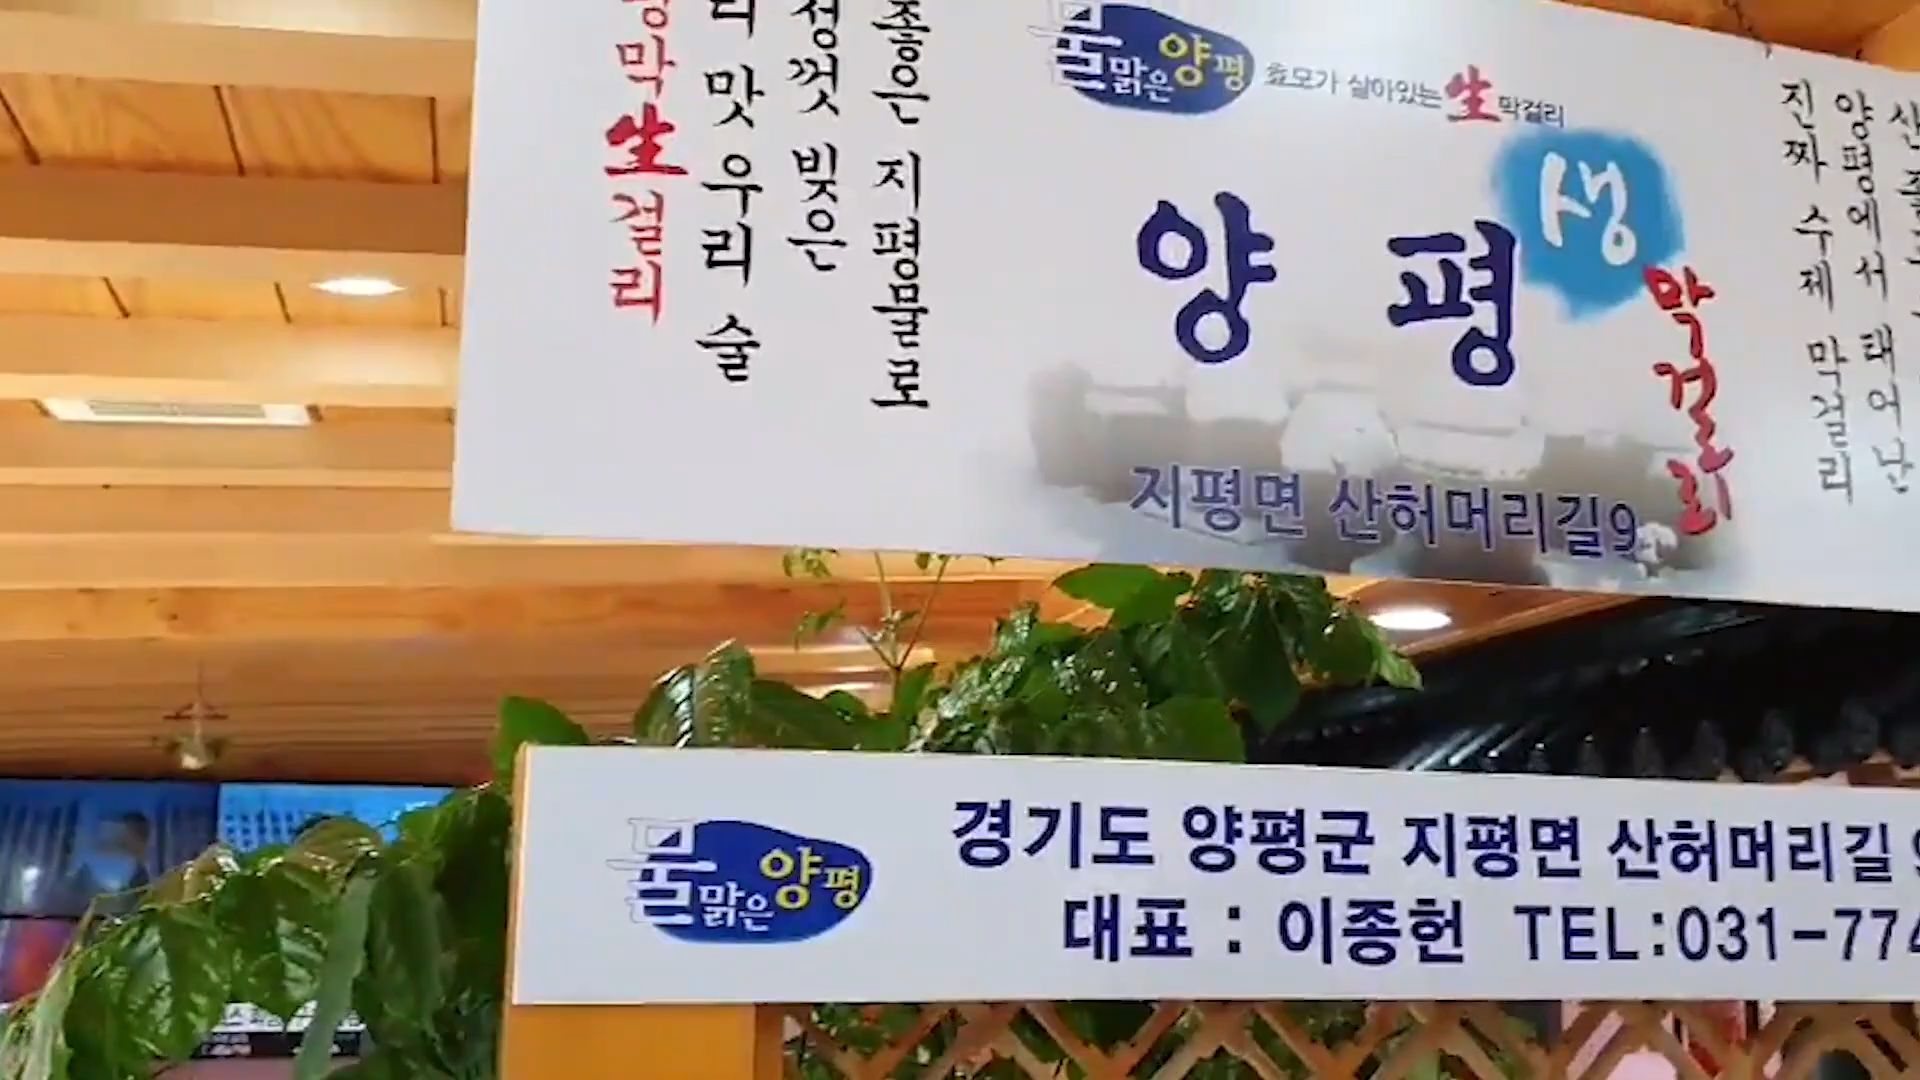 물맑은양평
효모가 살아있는 生막걸리
양평
생
막걸리
지평면 산허머리길9
좋은 지평물로
성껏 빚은
리 맛 우리 술
막 生걸리
양평에서 태어난
진짜 수제 막걸리
물맑은양평
경기도 양평군 지평면 산허머리길
대표 : 이종헌 TEL:031-774